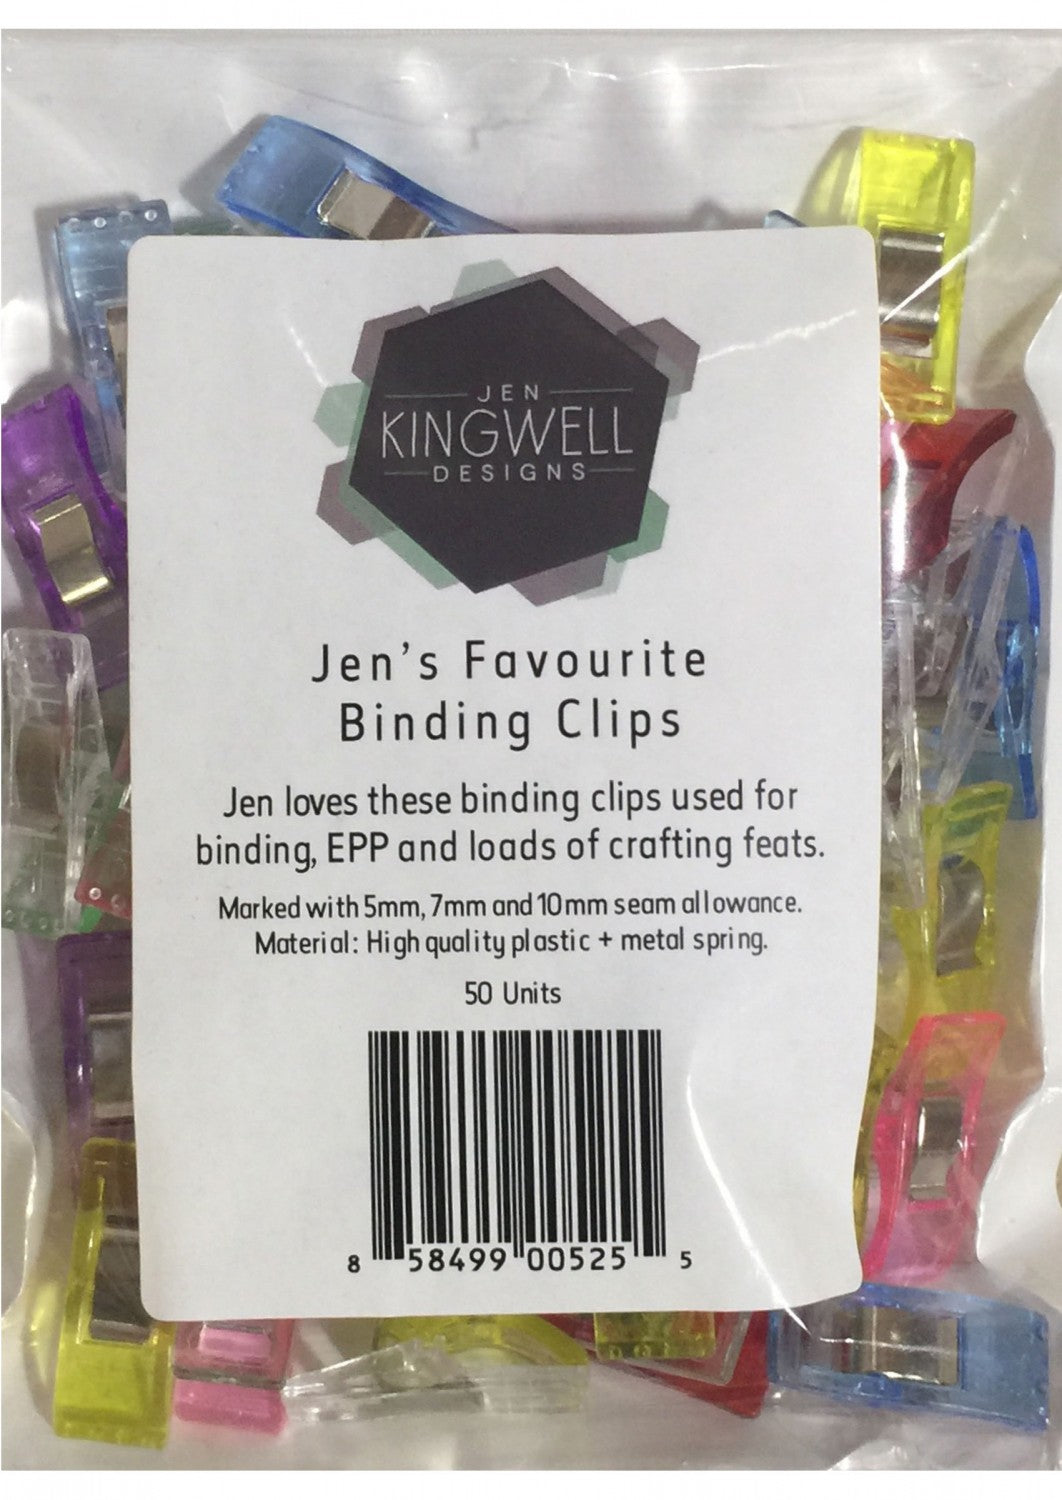 JEN
KINGWELL
DESIGNS
Jen's Favourite
Binding Clips
Jen loves these binding clips used for
binding, EPP and loads of crafting feats.
Marked with 5mm, 7mm and 10mm seam allowance.
Material: High quality plastic + metal spring.
50 Units
8 58499 00525 5